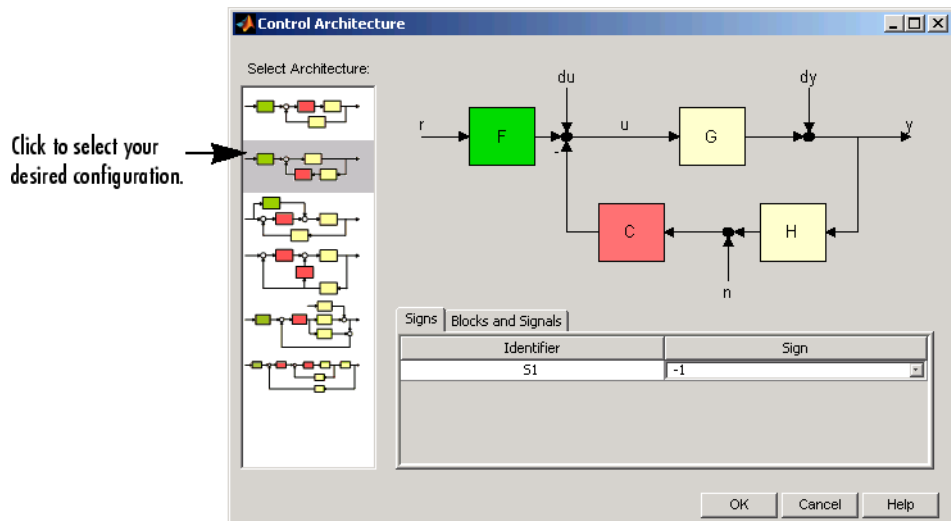 Control Architecture
Select Architecture:
Click to select your
desired configuration.
du
dy
r
F
u
G
y
-
C
H
n
Signs
Blocks and Signals
Identifier
Sign
S1
-1
OK
Cancel
Help